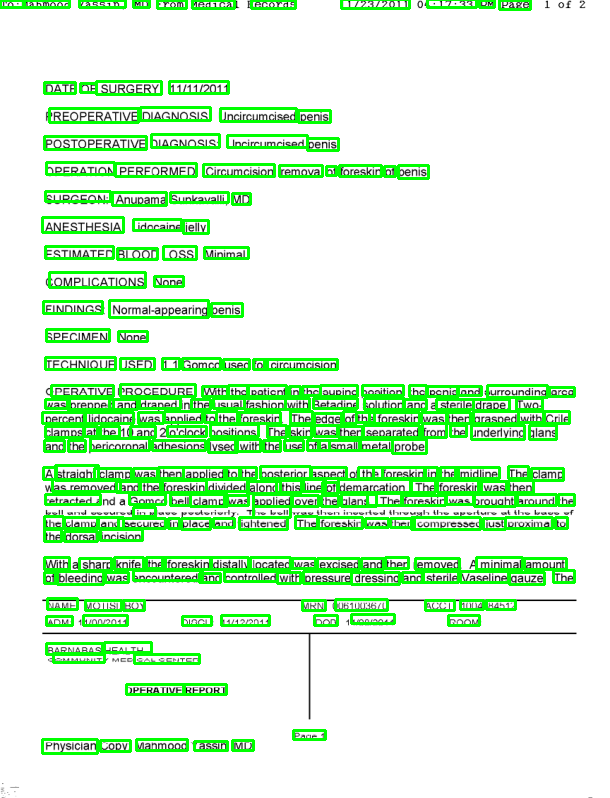 To: Mahmood Yassin MD From Medical Records 1/23/2011 04:17:33 PM Page 1 of 2
DATE OF SURGERY 11/11/2011
PREOPERATIVE DIAGNOSIS Uncircumcised penis
POSTOPERATIVE DIAGNOSIS Uncircumcised penis
OPERATION PERFORMED Circumcision removal of foreskin of penis
SURGEON: Anupama Sunkavalli MD
ANESTHESIA Lidocaine jelly
ESTIMATED BLOOD LOSS Minimal
COMPLICATIONS None
FINDINGS Normal-appearing penis
SPECIMEN None
TECHNIQUE USED 1.1 Gomco used for circumcision
OPERATIVE PROCEDURE With the patient in the supine position the penis and surrounding area
was prepped and draped in the usual fashion with Betadine solution and a sterile drape Two-
percent lidocaine was applied to the foreskin The edge of the foreskin was then grasped with Crile
clamps at the 10 and 2 o'clock positions The skin was then separated from the underlying glans
and the pericoronal adhesions lysed with the use of a small metal probe
A straight clamp was then applied to the posterior aspect of the foreskin in the midline The clamp
was removed and the foreskin divided along this line of demarcation The foreskin was then
retracted and a Gomco bell clamp was applied over the glans The foreskin was brought around the
bell and secured in place posteriorly The bell was then inserted through the aperture at the base of
the clamp and secured in place and tightened The foreskin was then compressed just proximal to
the dorsal incision
With a sharp knife the foreskin distally located was excised and then removed A minimal amount
of bleeding was encountered and controlled with pressure dressing and sterile Vaseline gauze The
NAME MOTISI BOY MRN ACCT
ADM DISCH 11/12/2011 DOB ROOM
BARNABAS HEALTH
COMMUNITY MEDICAL CENTER
OPERATIVE REPORT
Page 1
Physician Copy Mahmood Yassin MD